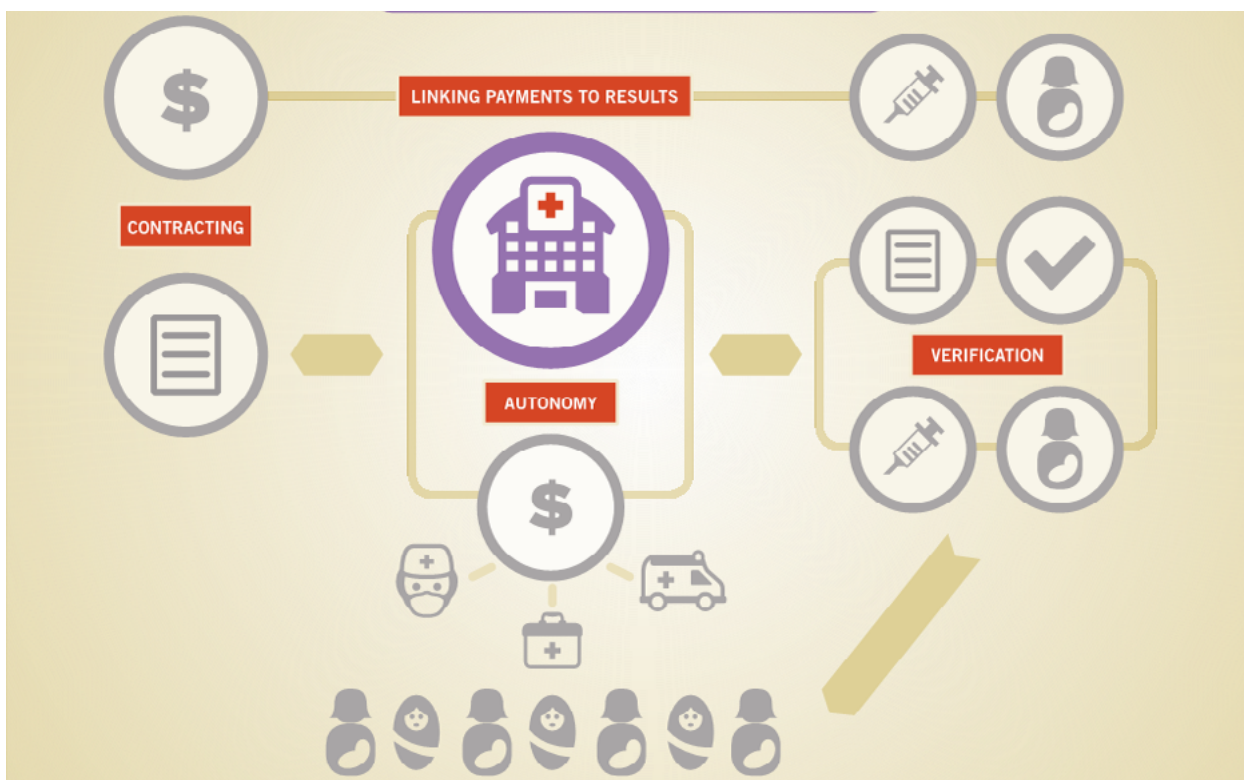 LINKING PAYMENTS TO RESULTS
CONTRACTING
VERIFICATION
AUTONOMY
$
$